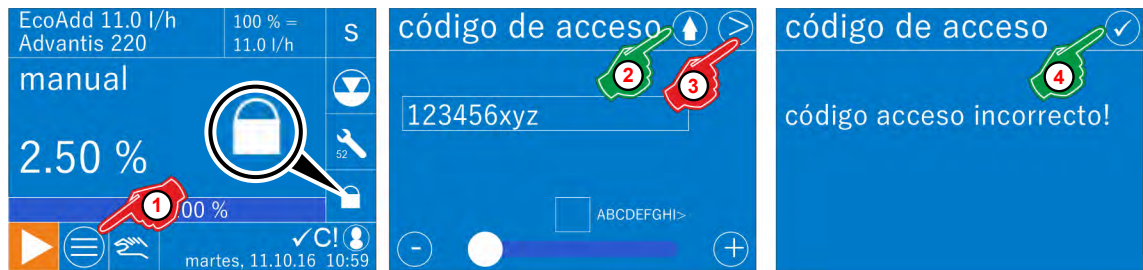 EcoAdd 11.0 l/h
Advantis 220
100 % =
11.0 l/h
S
manual
2.50 %
52
00 %
1
✓C!
martes, 11.10.16 10:59
código de acceso
2
3
123456xyz
ABCDEFGHI>
-
+
código de acceso
4
código acceso incorrecto!